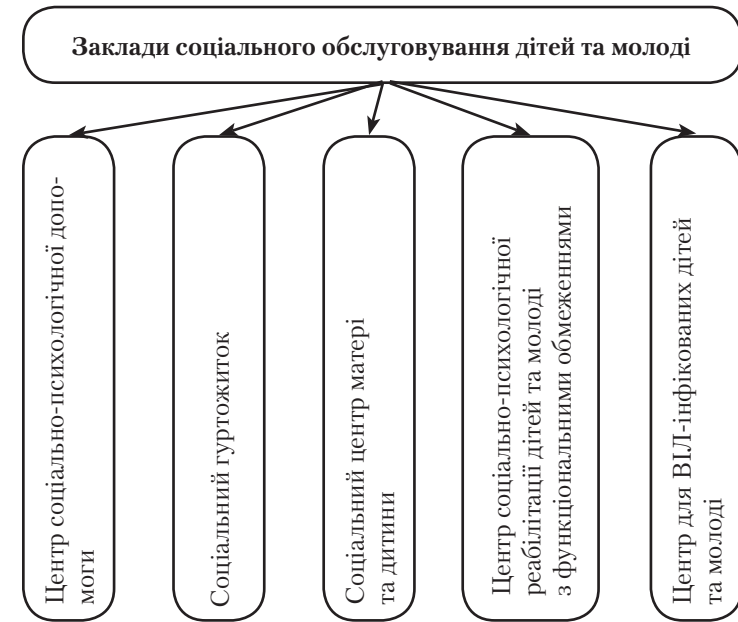 Заклади соціального обслуговування дітей та молоді
Центр соціально-психологічної допо-
моги
Соціальний гуртожиток
Соціальний центр матері
та дитини
Центр соціально-психологічної
реабілітації дітей та молоді
з функціональними обмеженнями
Центр для ВІЛ-інфікованих дітей
та молоді